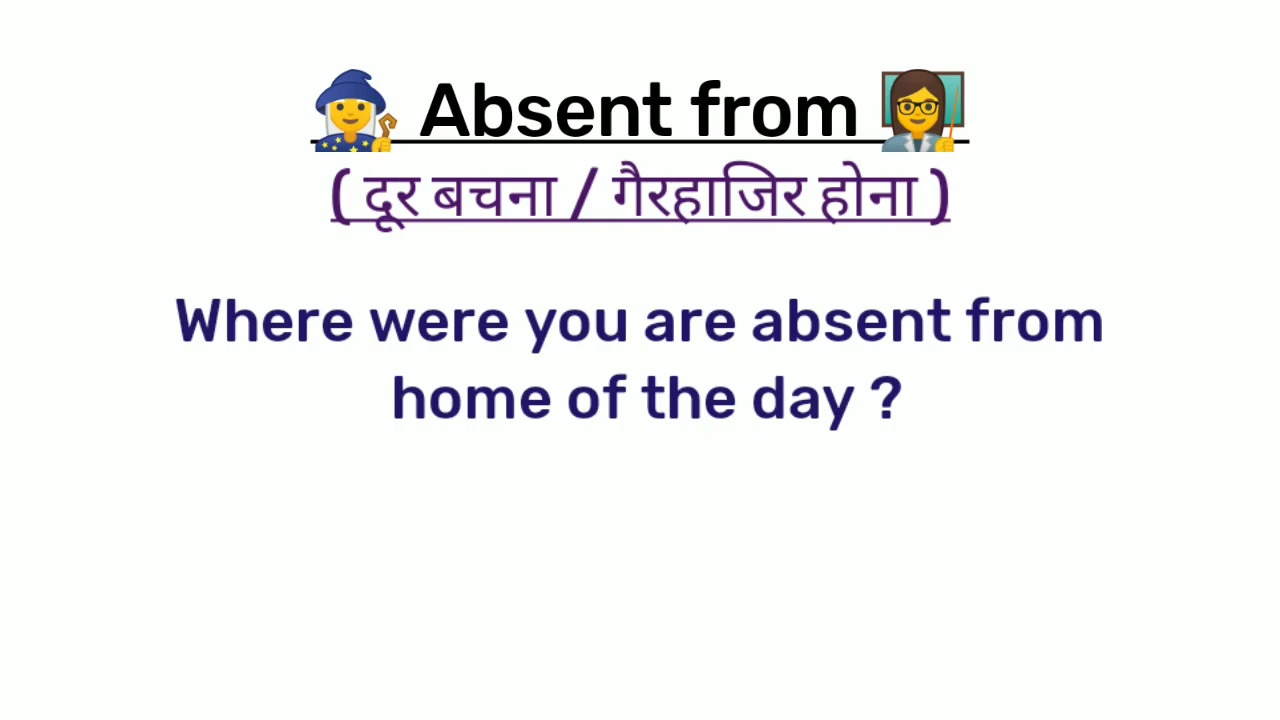 Absent from
( दूर बचना / गैरहाजिर होना )
Where were you are absent from
home of the day ?